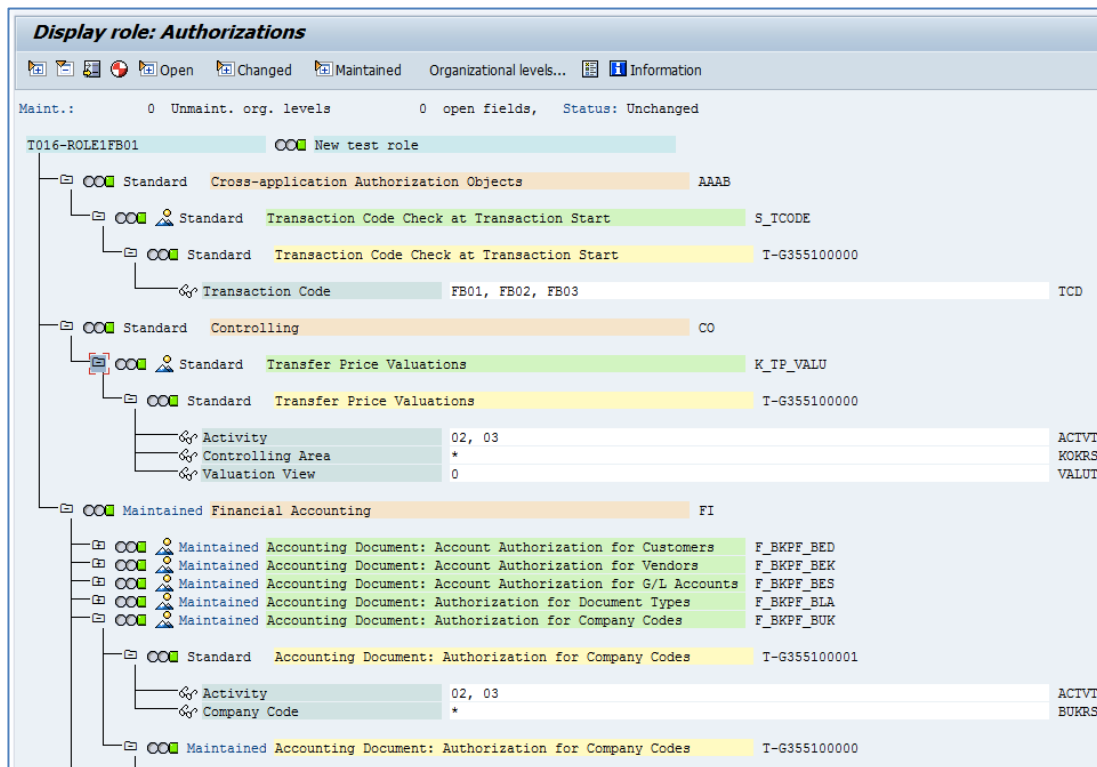 Display role: Authorizations
Open Changed Maintained Organizational levels... Information
Maint.: 0 Unmaint. org. levels 0 open fields, Status: Unchanged
T016-ROLE1FB01 New test role
Standard Cross-application Authorization Objects AAAB
Standard Transaction Code Check at Transaction Start S_TCODE
Standard Transaction Code Check at Transaction Start T-G355100000
Transaction Code FB01, FB02, FB03 TCD
Standard Controlling CO
Standard Transfer Price Valuations K_TP_VALU
Standard Transfer Price Valuations T-G355100000
Activity 02, 03 ACTVT
Controlling Area * KOKRS
Valuation View 0 VALUT
Maintained Financial Accounting FI
Maintained Accounting Document: Account Authorization for Customers F_BKPF_BED
Maintained Accounting Document: Account Authorization for Vendors F_BKPF_BEK
Maintained Accounting Document: Account Authorization for G/L Accounts F_BKPF_BES
Maintained Accounting Document: Authorization for Document Types F_BKPF_BLA
Maintained Accounting Document: Authorization for Company Codes F_BKPF_BUK
Standard Accounting Document: Authorization for Company Codes T-G355100001
Activity 02, 03 ACTVT
Company Code * BUKRS
Maintained Accounting Document: Authorization for Company Codes T-G355100000